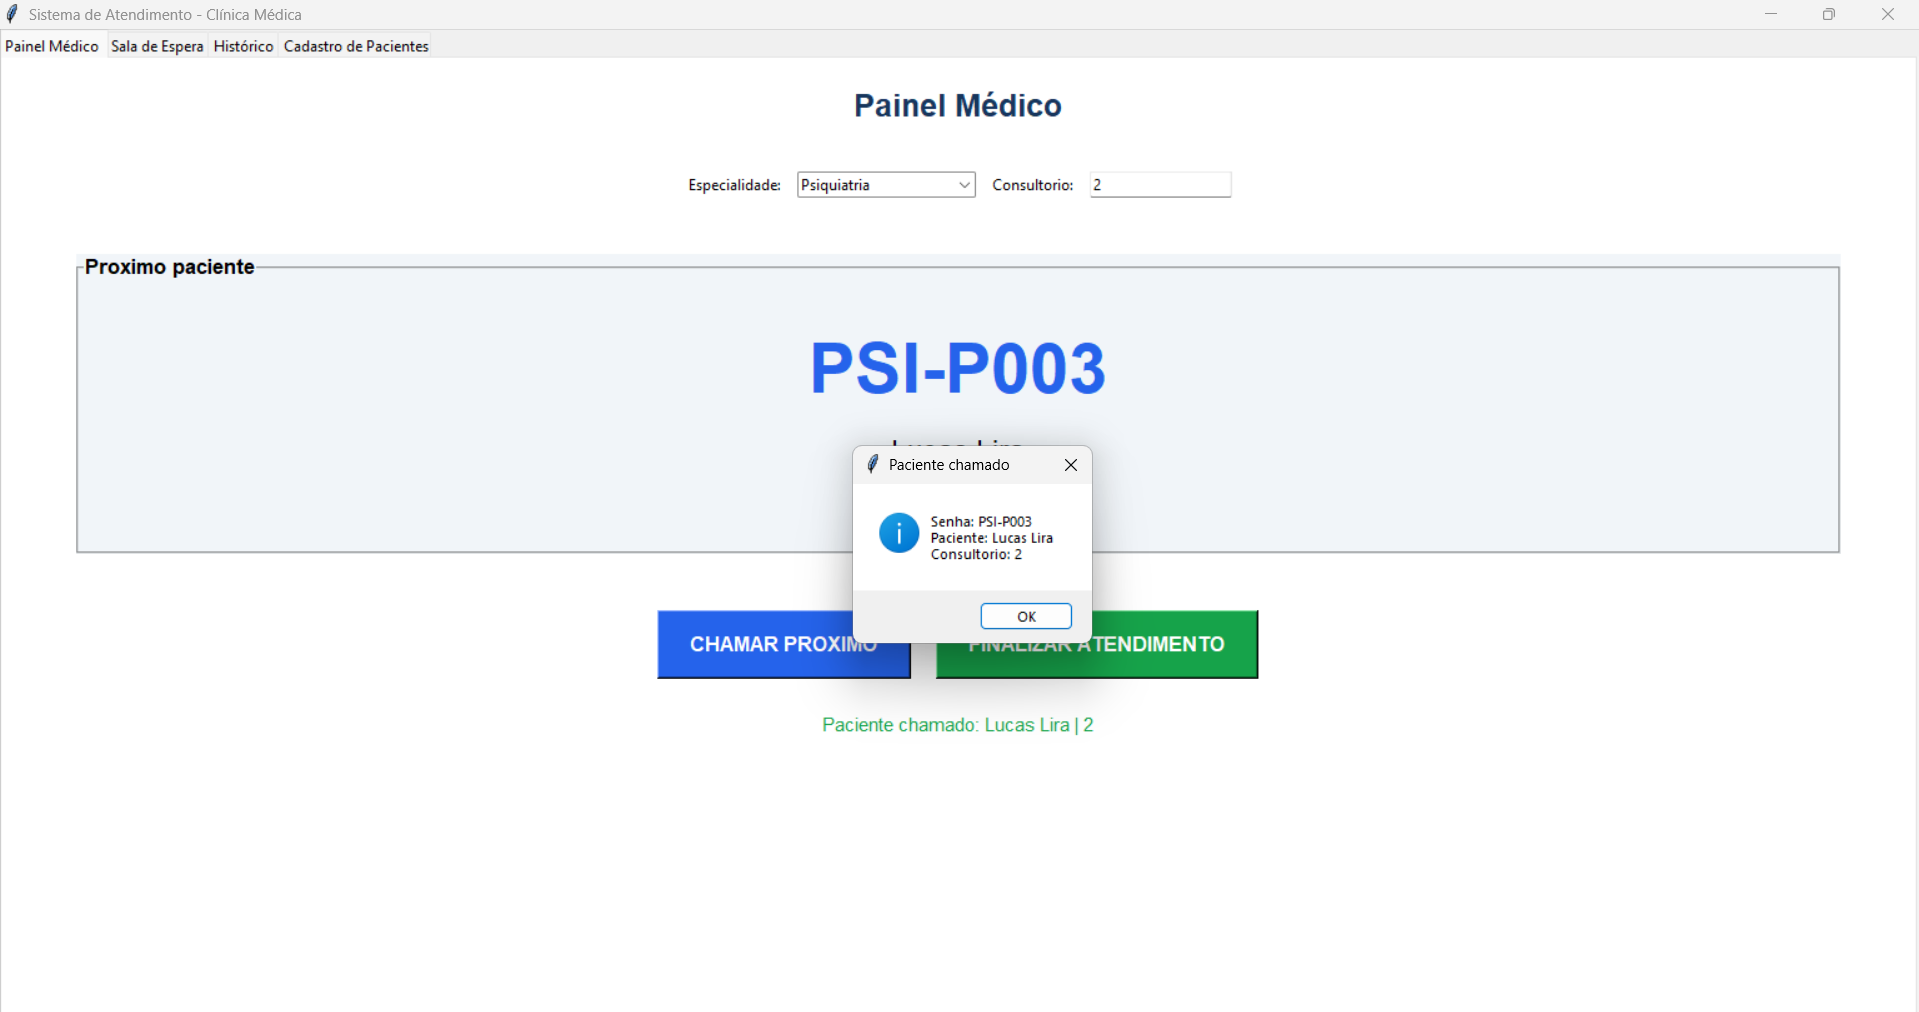 Sistema de Atendimento - Clínica Médica
Painel Médico Sala de Espera Histórico Cadastro de Pacientes
Painel Médico
Especialidade: Psiquiatria Consultorio: 2
Proximo paciente
PSI-P003
Lucas Lira
Paciente chamado
Senha: PSI-P003
Paciente: Lucas Lira
Consultorio: 2
OK
CHAMAR PROXIMO FINALIZAR ATENDIMENTO
Paciente chamado: Lucas Lira | 2